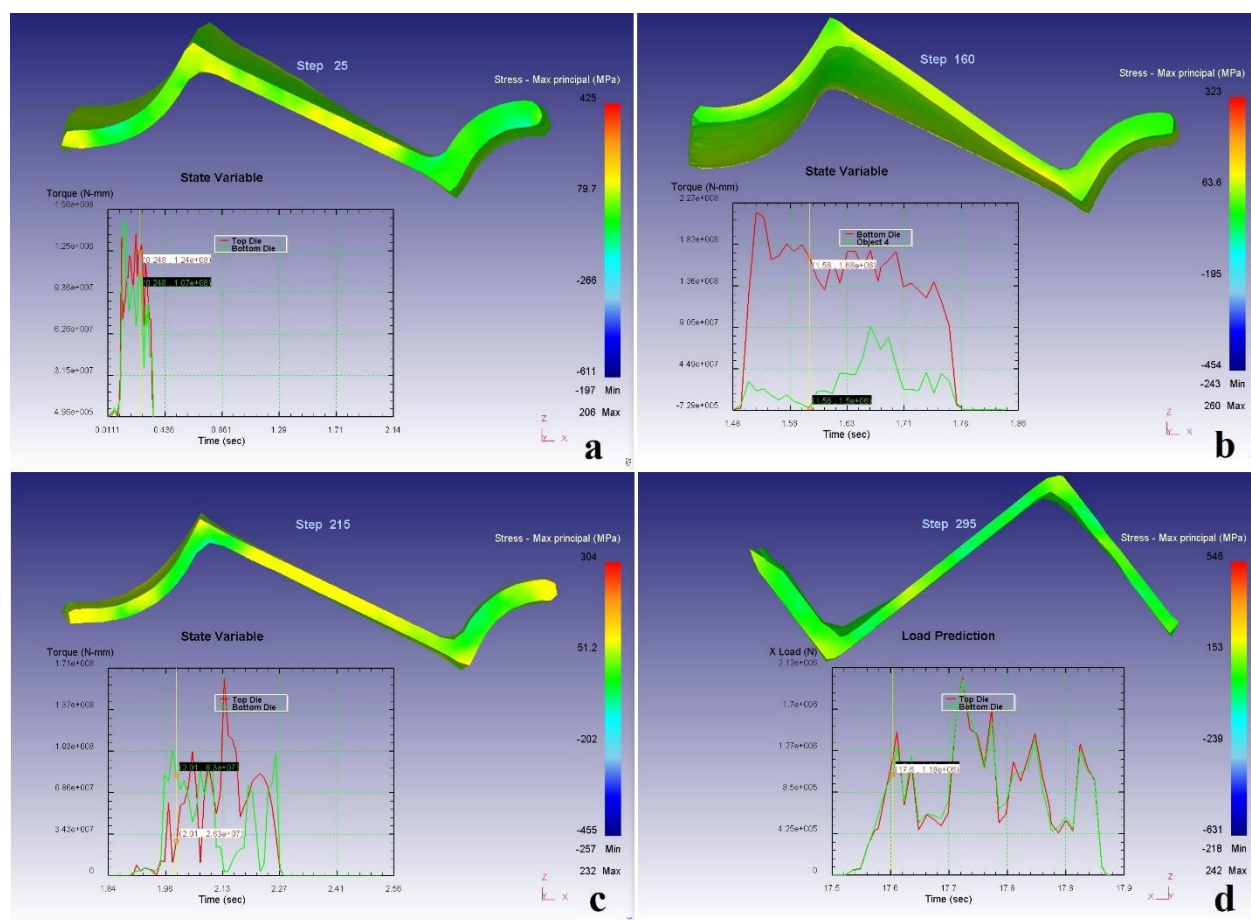 Step 25
Stress - Max principal (MPa)
425
79.7
-266
-611
-197 Min
206 Max
State Variable
Torque (N-mm)
1.56e+008
1.25e+008
9.36e+007
6.26e+007
3.15e+007
4.96e+005
Top Die
Bottom Die
(0.248 , 1.24e+08)
(0.248 , 1.07e+08)
0.0111 0.436 0.861 1.29 1.71 2.14
Time (sec)
Z
Y X
a
Step 160
Stress - Max principal (MPa)
323
63.6
-195
-454
-243 Min
260 Max
State Variable
Torque (N-mm)
2.27e+008
1.82e+008
1.36e+008
9.05e+007
4.49e+007
-7.29e+005
Bottom Die
Object 4
(1.58 , 1.68e+08)
(1.58 , 1.5e+06)
1.48 1.56 1.63 1.71 1.78 1.86
Time (sec)
Z
Y X
b
Step 215
Stress - Max principal (MPa)
304
51.2
-202
-455
-257 Min
232 Max
State Variable
Torque (N-mm)
1.71e+008
1.37e+008
1.03e+008
6.86e+007
3.43e+007
0
Top Die
Bottom Die
(2.01 , 8.3e+07)
(2.01 , 2.83e+07)
1.84 1.98 2.13 2.27 2.41 2.56
Time (sec)
Z
Y X
c
Step 295
Stress - Max principal (MPa)
546
153
-239
-631
-218 Min
242 Max
Load Prediction
X Load (N)
2.12e+006
1.7e+006
1.27e+006
8.5e+005
4.25e+005
0
Top Die
Bottom Die
(17.6 , 1.18e+06)
17.6 17.6 17.7 17.8 17.8 17.9
Time (sec)
Z
X Y
d